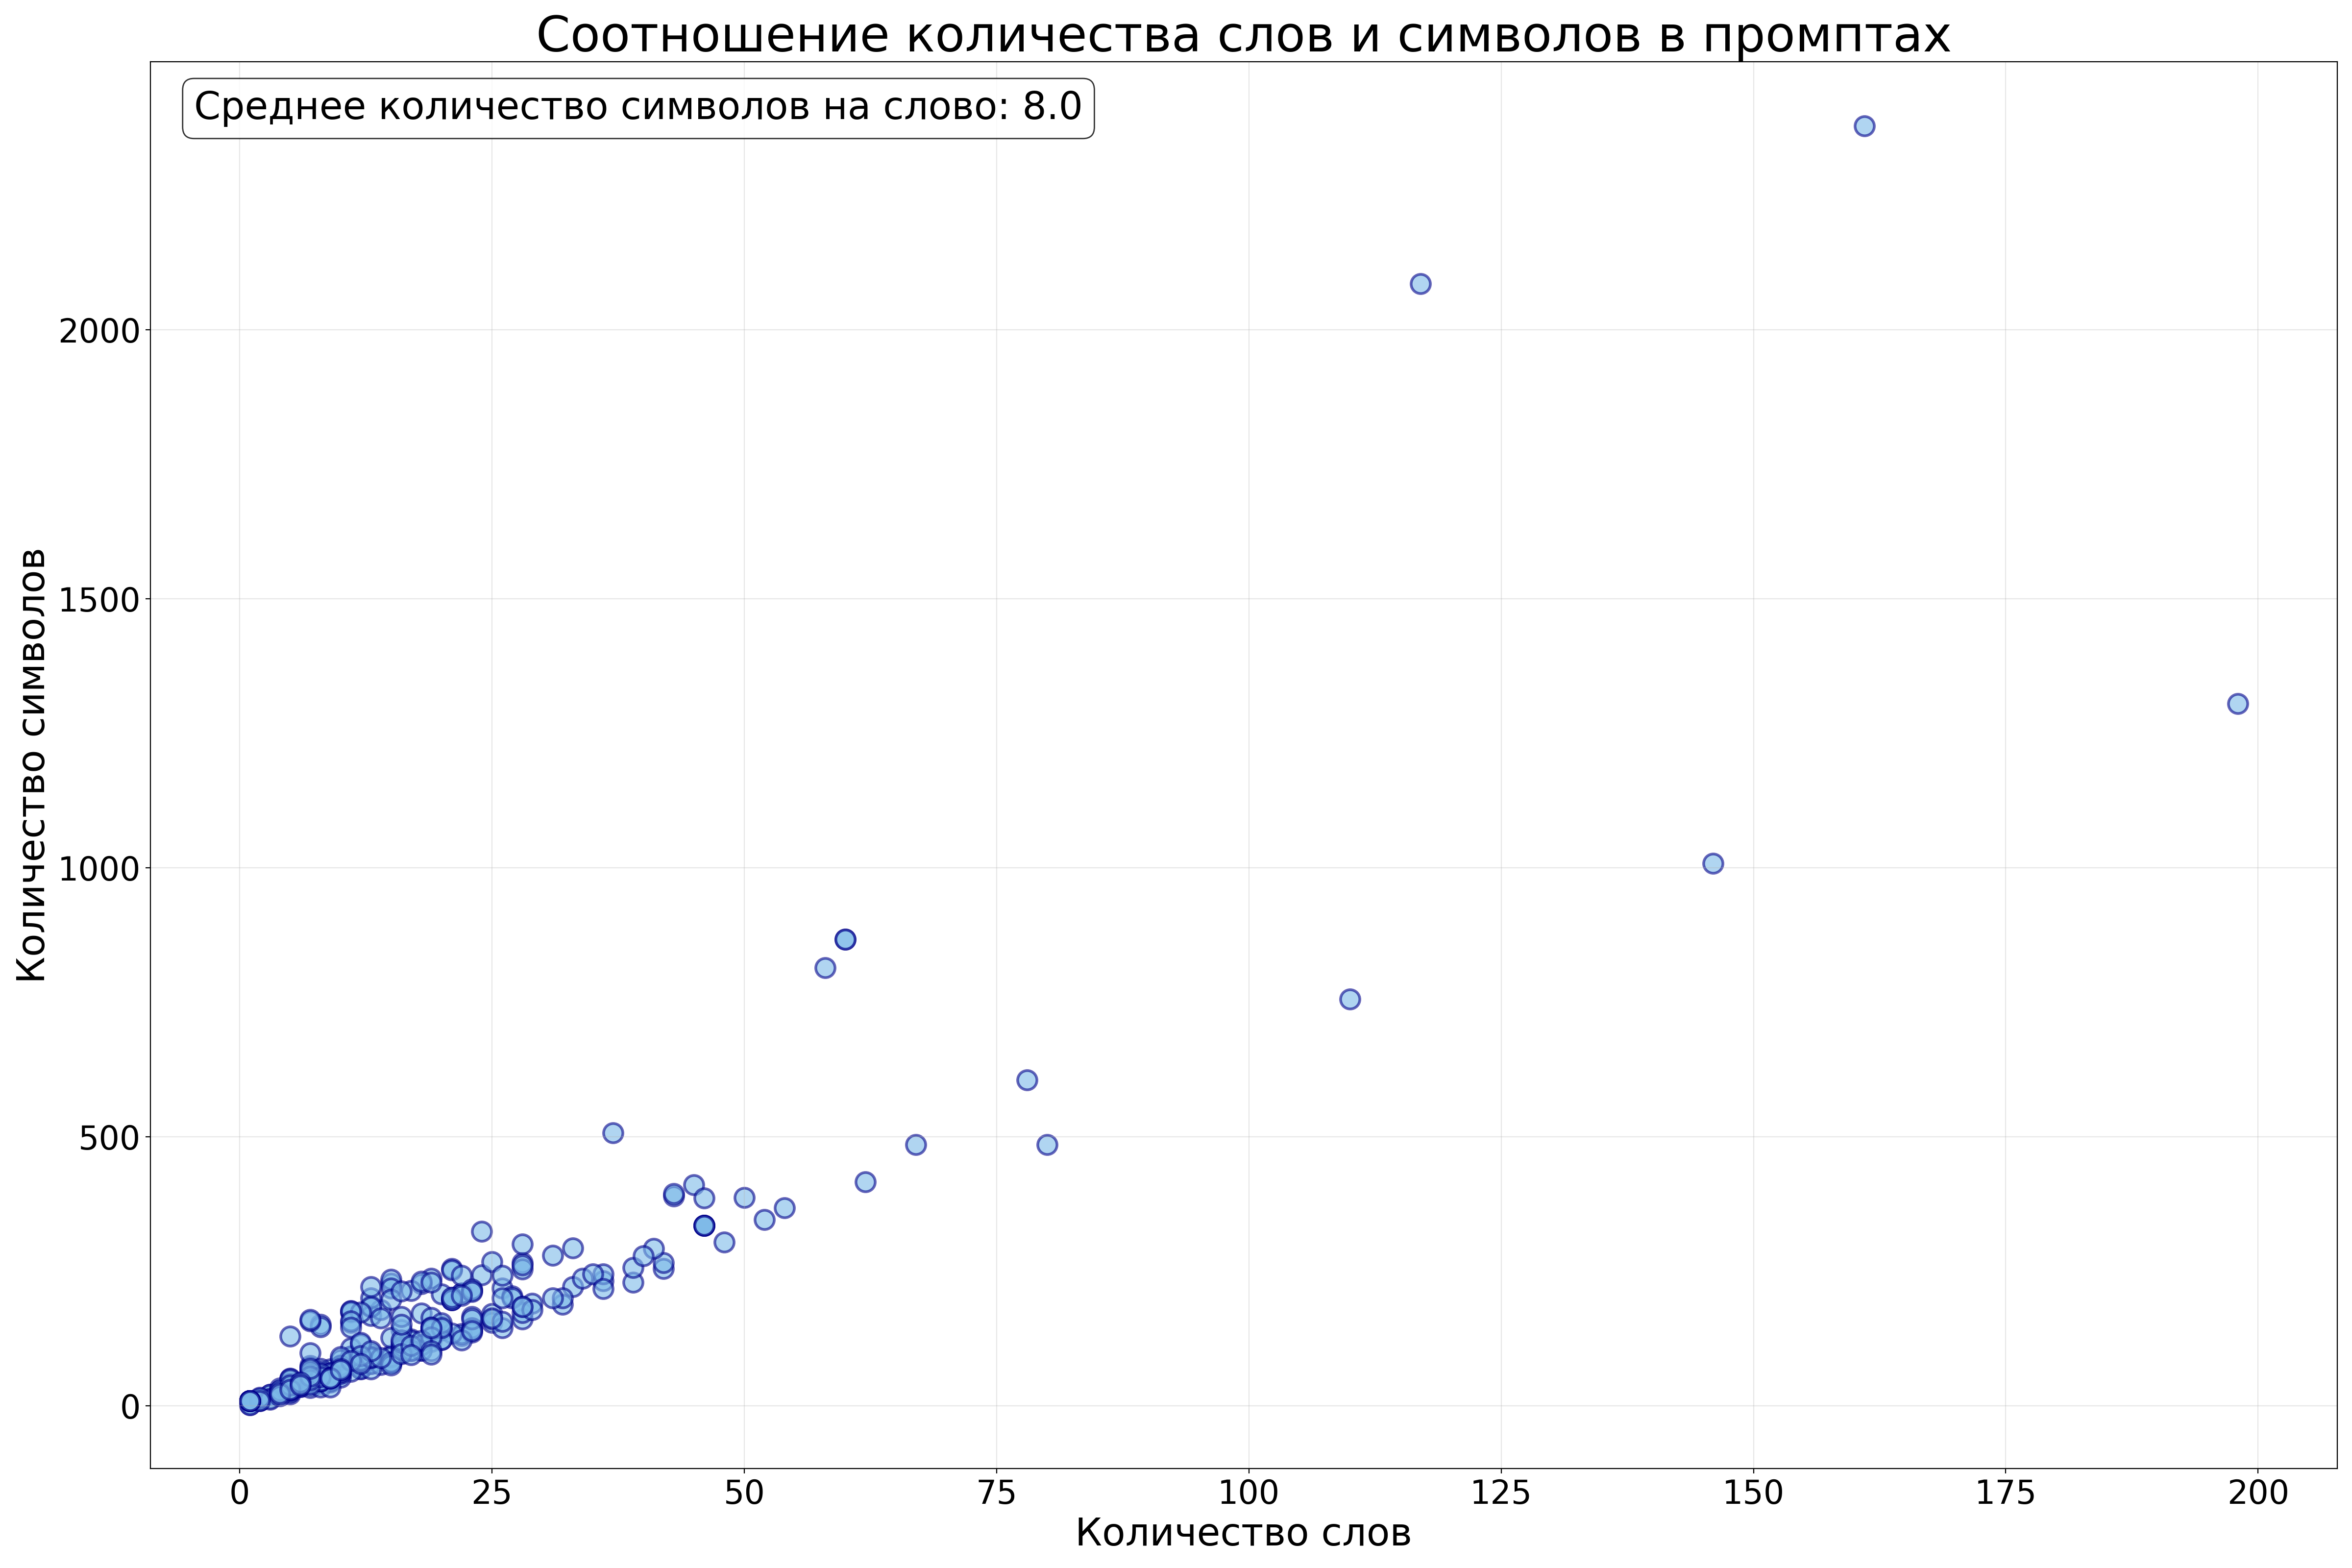 Соотношение количества слов и символов в промптах
Среднее количество символов на слово: 8.0
Количество символов
2000
1500
1000
500
0
0 25 50 75 100 125 150 175 200
Количество слов